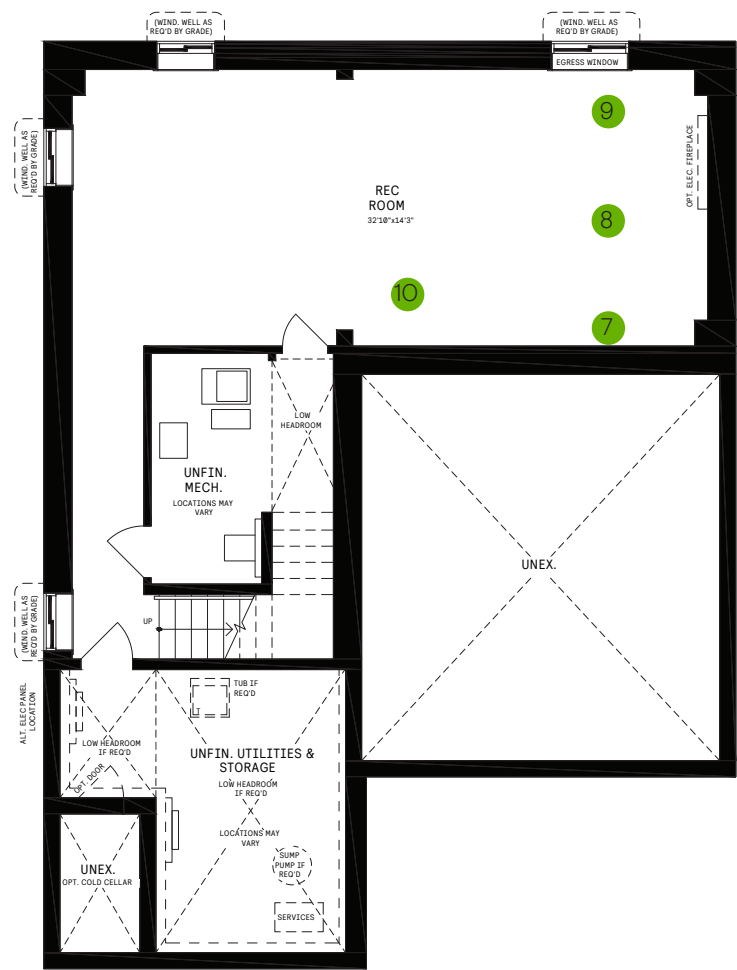 (WIND. WELL AS
REQ'D BY GRADE)
(WIND. WELL AS
REQ'D BY GRADE)
EGRESS WINDOW
9
(WIND. WELL AS
REQ'D BY GRADE)
OPT. ELEC. FIREPLACE
REC
ROOM
32'10"x14'3"
8
10
7
LOW
HEADROOM
UNFIN.
MECH.
LOCATIONS MAY
VARY
UNEX.
(WIND. WELL AS
REQ'D BY GRADE)
UP
ALT. ELEC PANEL
LOCATION
TUB IF
REQ'D
T
LOW HEADROOM
IF REQ'D
UNFIN. UTILITIES &
STORAGE
OPT. DOOR
LOW HEADROOM
IF REQ'D
LOCATIONS MAY
VARY
SUMP
PUMP IF
REQ'D
UNEX.
OPT. COLD CELLAR
SERVICES